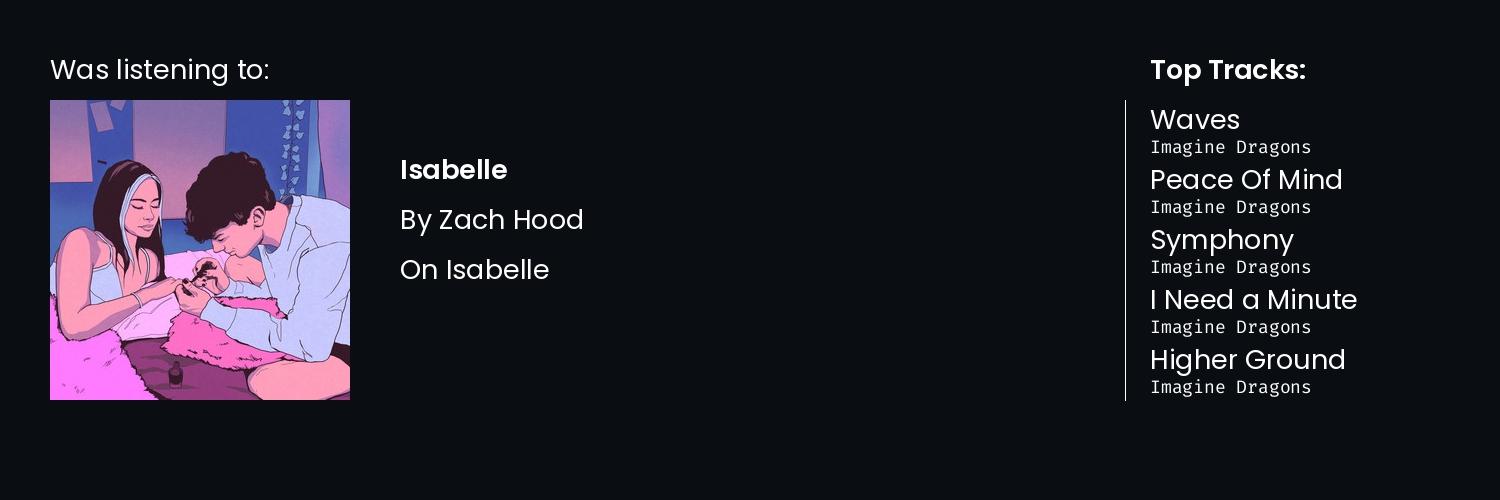 Was listening to:
Isabelle
By Zach Hood
On Isabelle
Top Tracks:
Waves
Imagine Dragons
Peace Of Mind
Imagine Dragons
Symphony
Imagine Dragons
I Need a Minute
Imagine Dragons
Higher Ground
Imagine Dragons